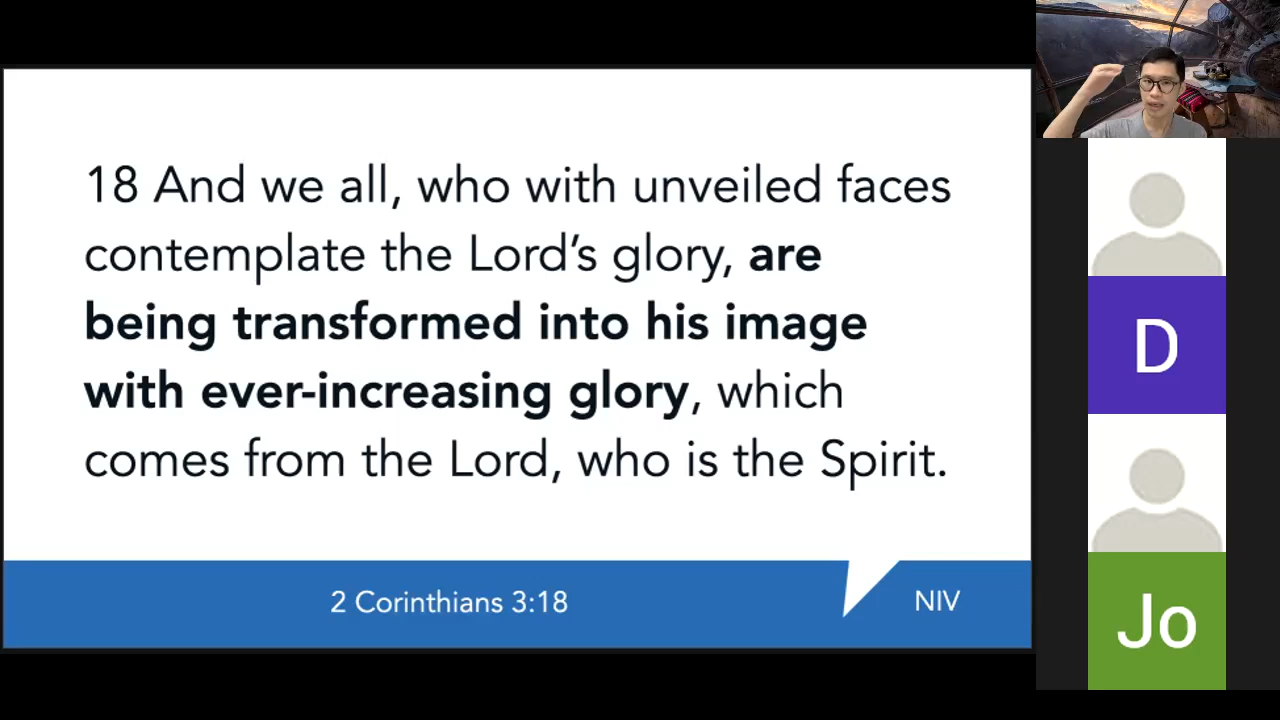 18 And we all, who with unveiled faces
contemplate the Lord’s glory, are
being transformed into his image
with ever-increasing glory, which
comes from the Lord, who is the Spirit.
2 Corinthians 3:18
NIV
D
Jo